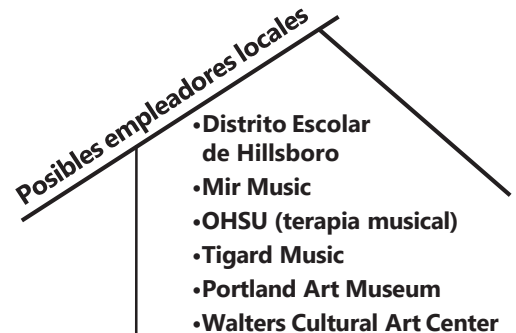 Posibles empleadores locales
•Distrito Escolar
de Hillsboro
•Mir Music
•OHSU (terapia musical)
•Tigard Music
•Portland Art Museum
•Walters Cultural Art Center